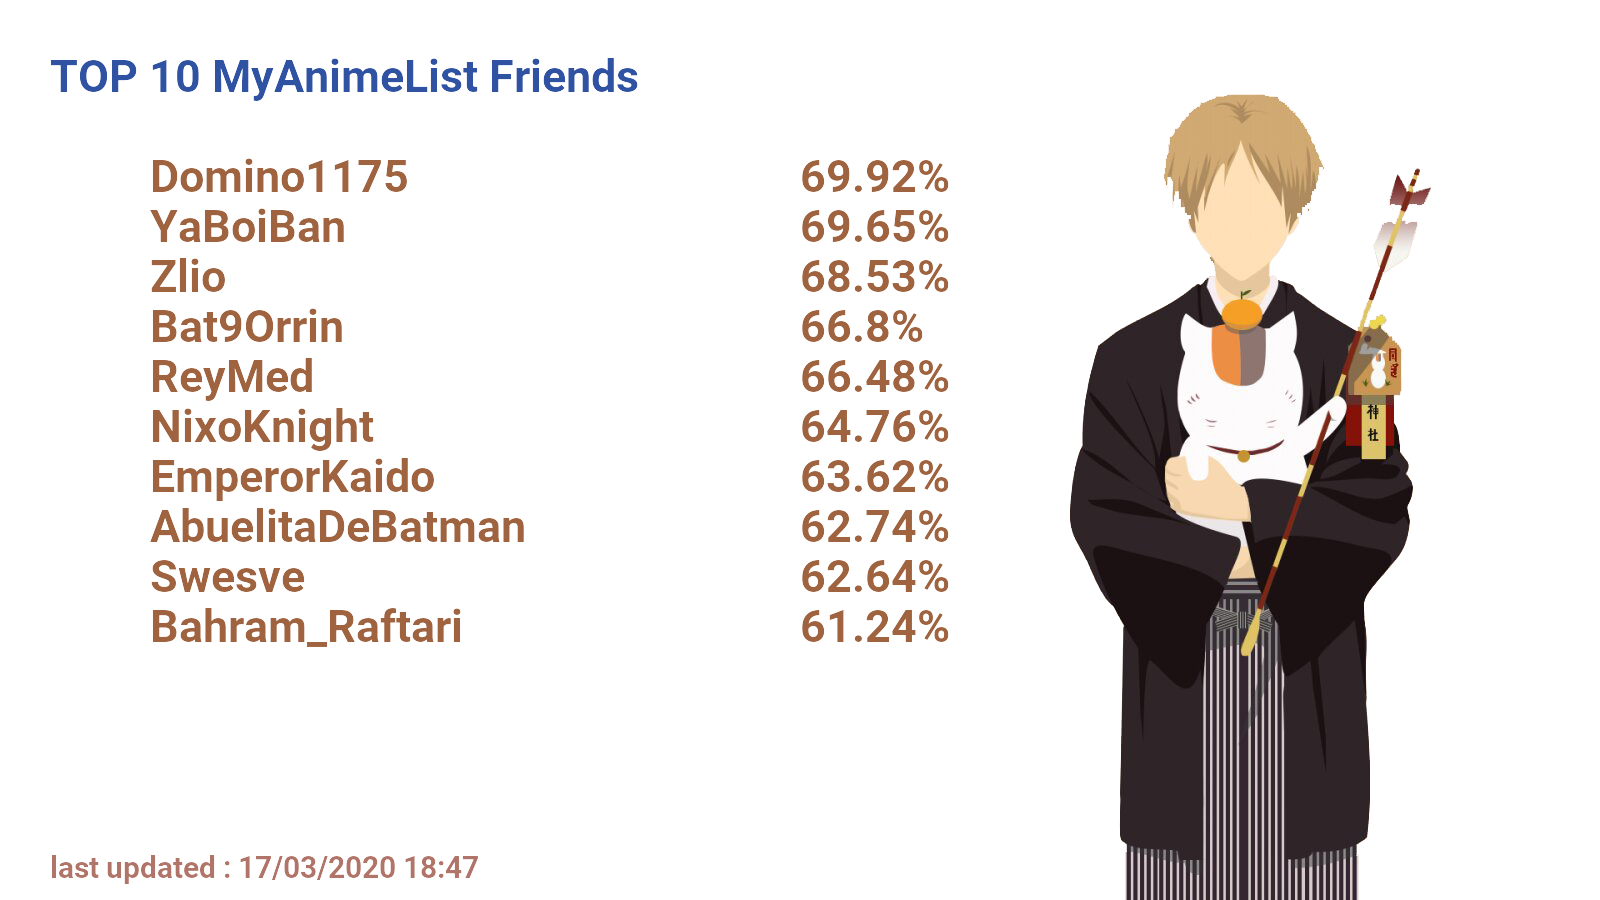 TOP 10 MyAnimeList Friends
Domino1175 69.92%
YaBoiBan 69.65%
Zlio 68.53%
Bat9Orrin 66.8%
ReyMed 66.48%
NixoKnight 64.76%
EmperorKaido 63.62%
AbuelitaDeBatman 62.74%
Swesve 62.64%
Bahram_Raftari 61.24%
神社
last updated : 17/03/2020 18:47